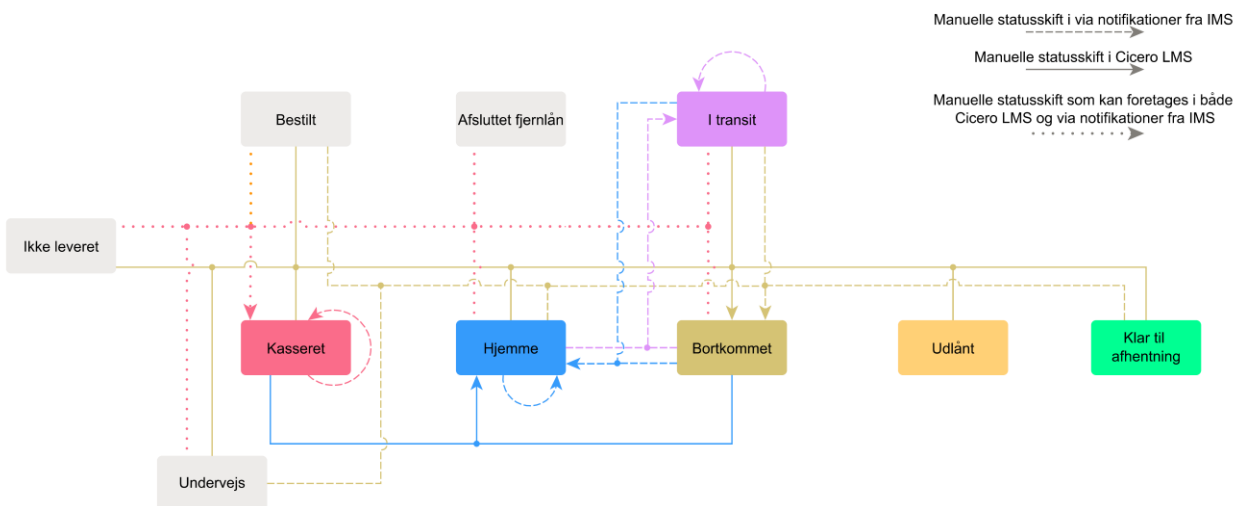 Manuelle statusskift i via notifikationer fra IMS
Manuelle statusskift i Cicero LMS
Manuelle statusskift som kan foretages i både
Cicero LMS og via notifikationer fra IMS
Bestilt
Afsluttet fjernlån
I transit
Ikke leveret
Kasseret
Hjemme
Bortkommet
Udlånt
Klar til
afhentning
Undervejs